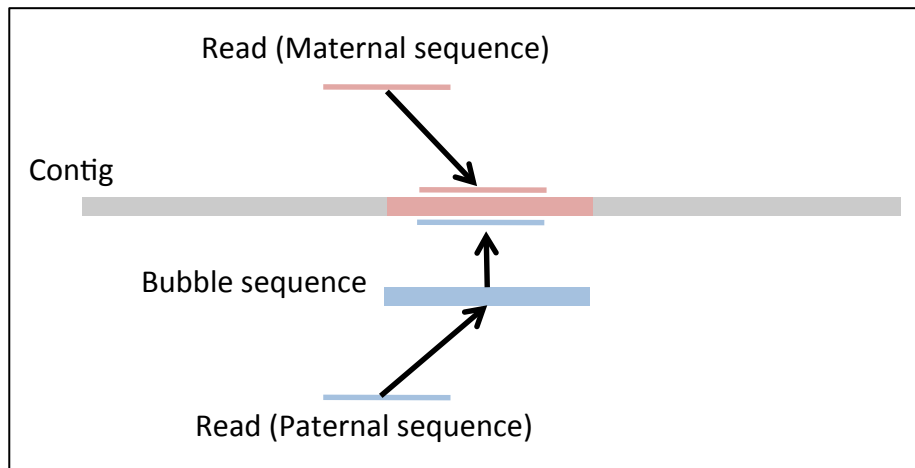 Read (Maternal sequence)
Contig
Bubble sequence
Read (Paternal sequence)